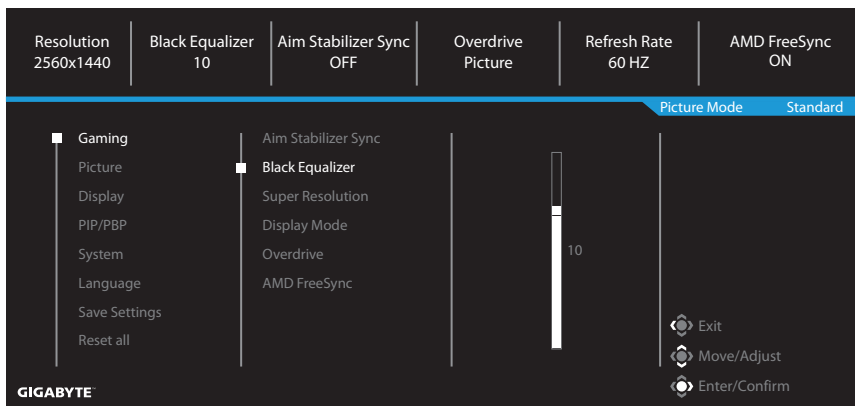 Resolution
2560x1440
Black Equalizer
10
Aim Stabilizer Sync
OFF
Overdrive
Picture
Refresh Rate
60 HZ
AMD FreeSync
ON
Picture Mode Standard
Gaming
Picture
Display
PIP/PBP
System
Language
Save Settings
Reset all
Aim Stabilizer Sync
Black Equalizer
Super Resolution
Display Mode
Overdrive
AMD FreeSync
10
Exit
Move/Adjust
Enter/Confirm
GIGABYTE™